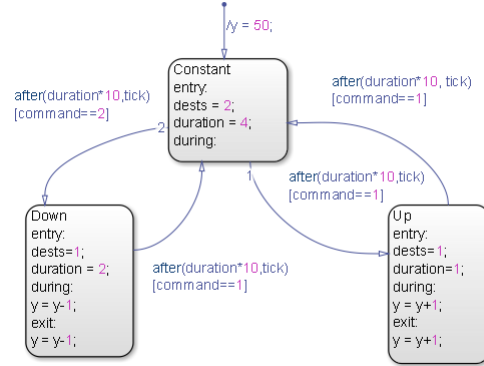 /y = 50;
Constant
entry:
dests = 2;
duration = 4;
during:
after(duration*10,tick)
[command==2]
2
after(duration*10, tick)
[command==1]
1
after(duration*10,tick)
[command==1]
Down
entry:
dests=1;
duration = 2;
during:
y = y-1;
exit:
y = y-1;
after(duration*10,tick)
[command==1]
Up
entry:
dests=1;
duration=1;
during:
y = y+1;
exit:
y = y+1;